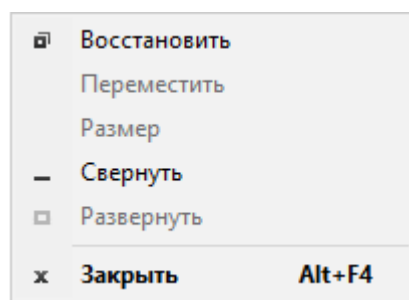 Восстановить
Переместить
Размер
Свернуть
Развернуть
Закрыть Alt+F4